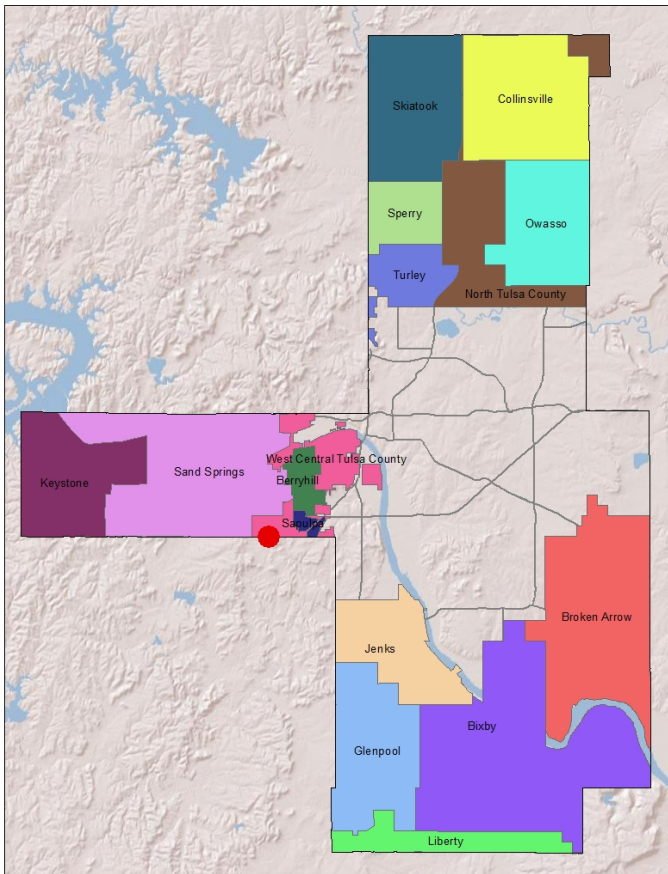 Collinsville
Skiatook
Sperry
Owasso
Turley
North Tulsa County
West Central Tulsa County
Sand Springs
Berryhill
Keystone
Sapulpa
Broken Arrow
Jenks
Bixby
Glenpool
Liberty